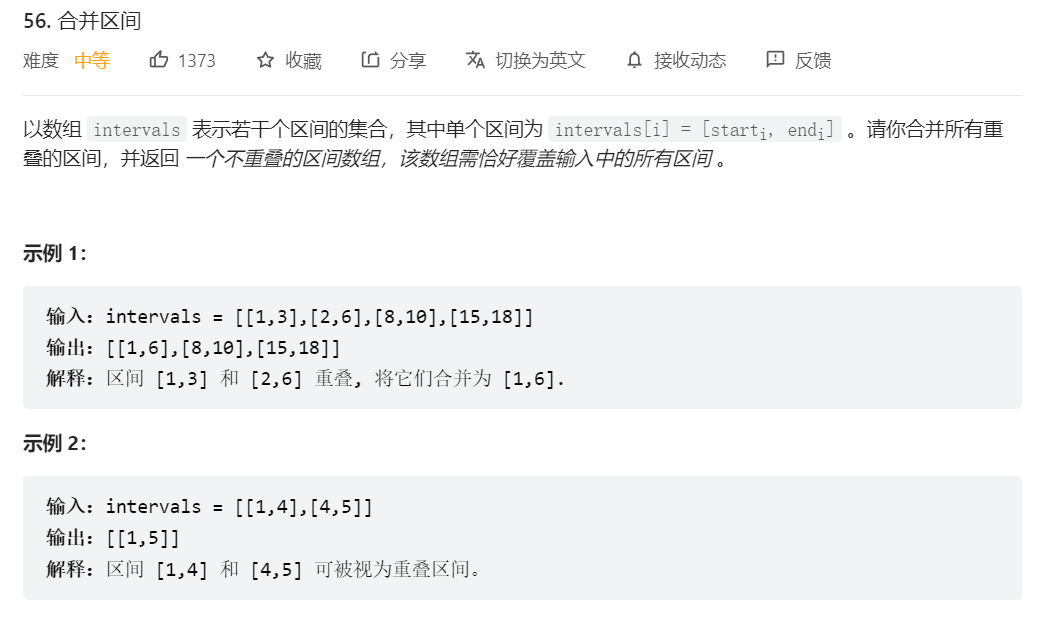 56. 合并区间
难度 中等 1373 收藏 分享 切换为英文 接收动态 反馈
以数组 intervals 表示若干个区间的集合，其中单个区间为 intervals[i] = [starti, endi] 。请你合并所有重
叠的区间，并返回 一个不重叠的区间数组，该数组需恰好覆盖输入中的所有区间 。
示例 1：
输入：intervals = [[1,3],[2,6],[8,10],[15,18]]
输出：[[1,6],[8,10],[15,18]]
解释：区间 [1,3] 和 [2,6] 重叠, 将它们合并为 [1,6].
示例 2：
输入：intervals = [[1,4],[4,5]]
输出：[[1,5]]
解释：区间 [1,4] 和 [4,5] 可被视为重叠区间。